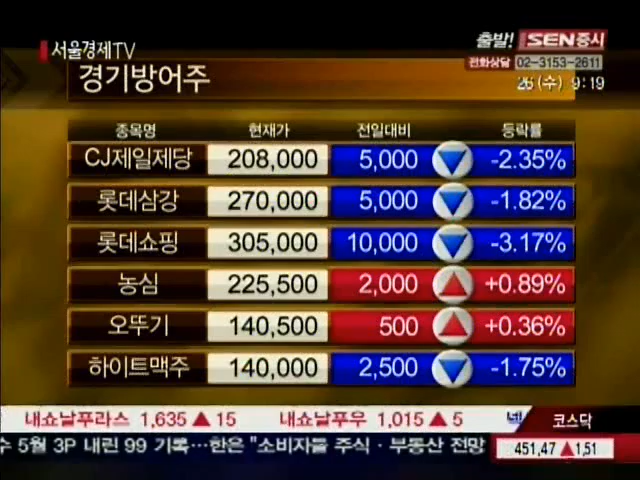 서울경제TV
출발! SEN증시
전화상담 02-3153-2611
26(수) 9:19
경기방어주
종목명 현재가 전일대비 등락률
CJ제일제당 208,000 5,000 ▼ -2.35%
롯데삼강 270,000 5,000 ▼ -1.82%
롯데쇼핑 305,000 10,000 ▼ -3.17%
농심 225,500 2,000 ▲ +0.89%
오뚜기 140,500 500 ▲ +0.36%
하이트맥주 140,000 2,500 ▼ -1.75%
내쇼날푸라스 1,635 ▲ 15 내쇼날푸우 1,015 ▲ 5 코스닥
수 5월 3P 내린 99 기록…한은 "소비자들 주식·부동산 전망 451,47 ▲1,51